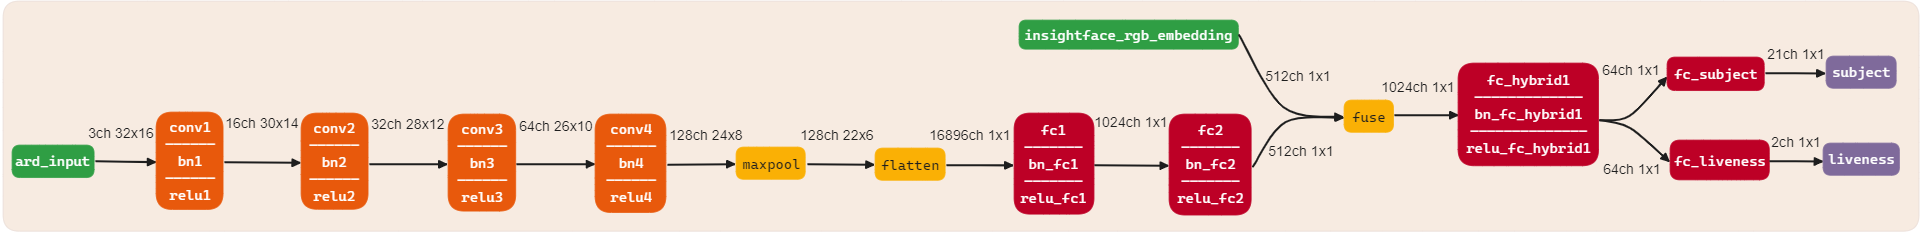 insightface_rgb_embedding
ard_input
3ch 32x16
conv1
bn1
relu1
16ch 30x14
conv2
bn2
relu2
32ch 28x12
conv3
bn3
relu3
64ch 26x10
conv4
bn4
relu4
128ch 24x8
maxpool
128ch 22x6
flatten
16896ch 1x1
fc1
bn_fc1
relu_fc1
1024ch 1x1
fc2
bn_fc2
relu_fc2
512ch 1x1
512ch 1x1
fuse
1024ch 1x1
fc_hybrid1
bn_fc_hybrid1
relu_fc_hybrid1
64ch 1x1
fc_subject
21ch 1x1
subject
64ch 1x1
fc_liveness
2ch 1x1
liveness